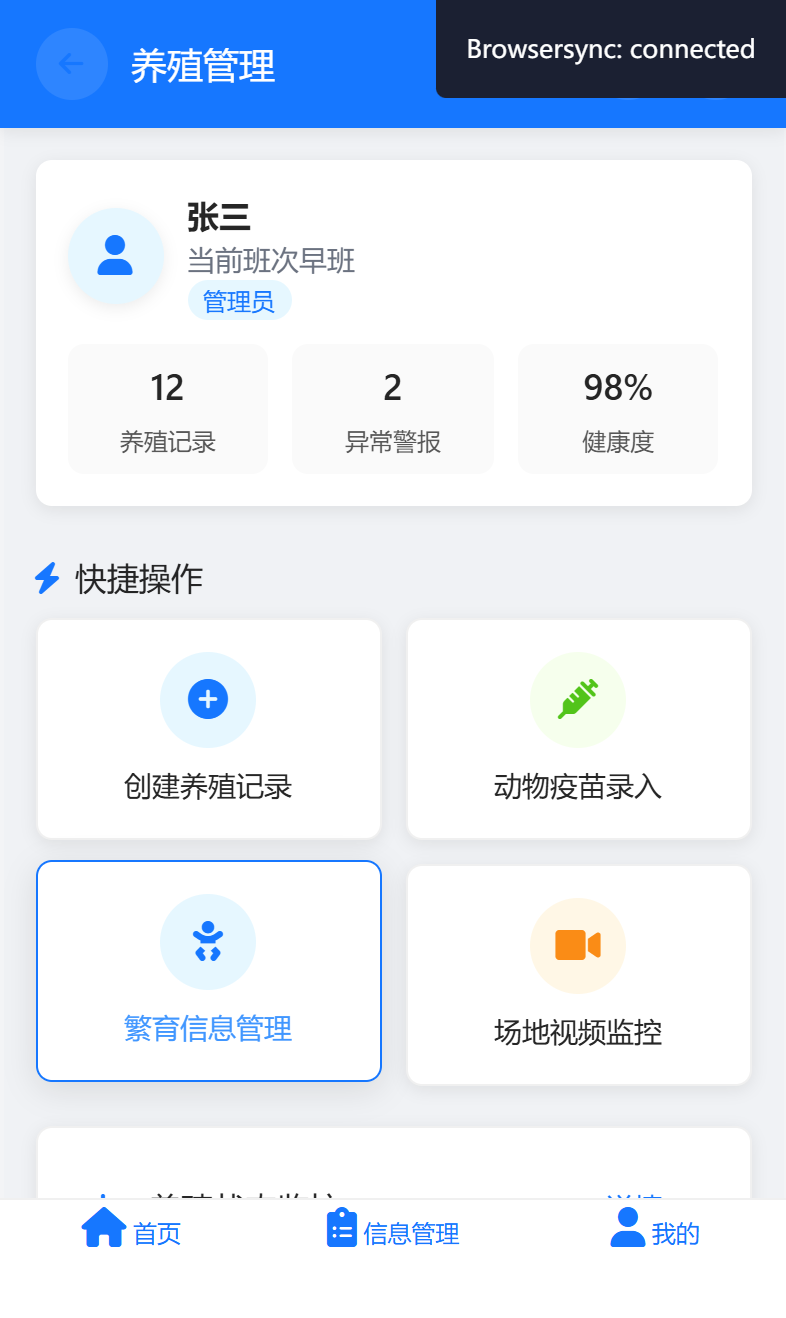 养殖管理
Browsersync: connected
张三
当前班次早班
管理员
12
2
98%
养殖记录
异常警报
健康度
快捷操作
创建养殖记录
动物疫苗录入
繁育信息管理
场地视频监控
首页
信息管理
我的